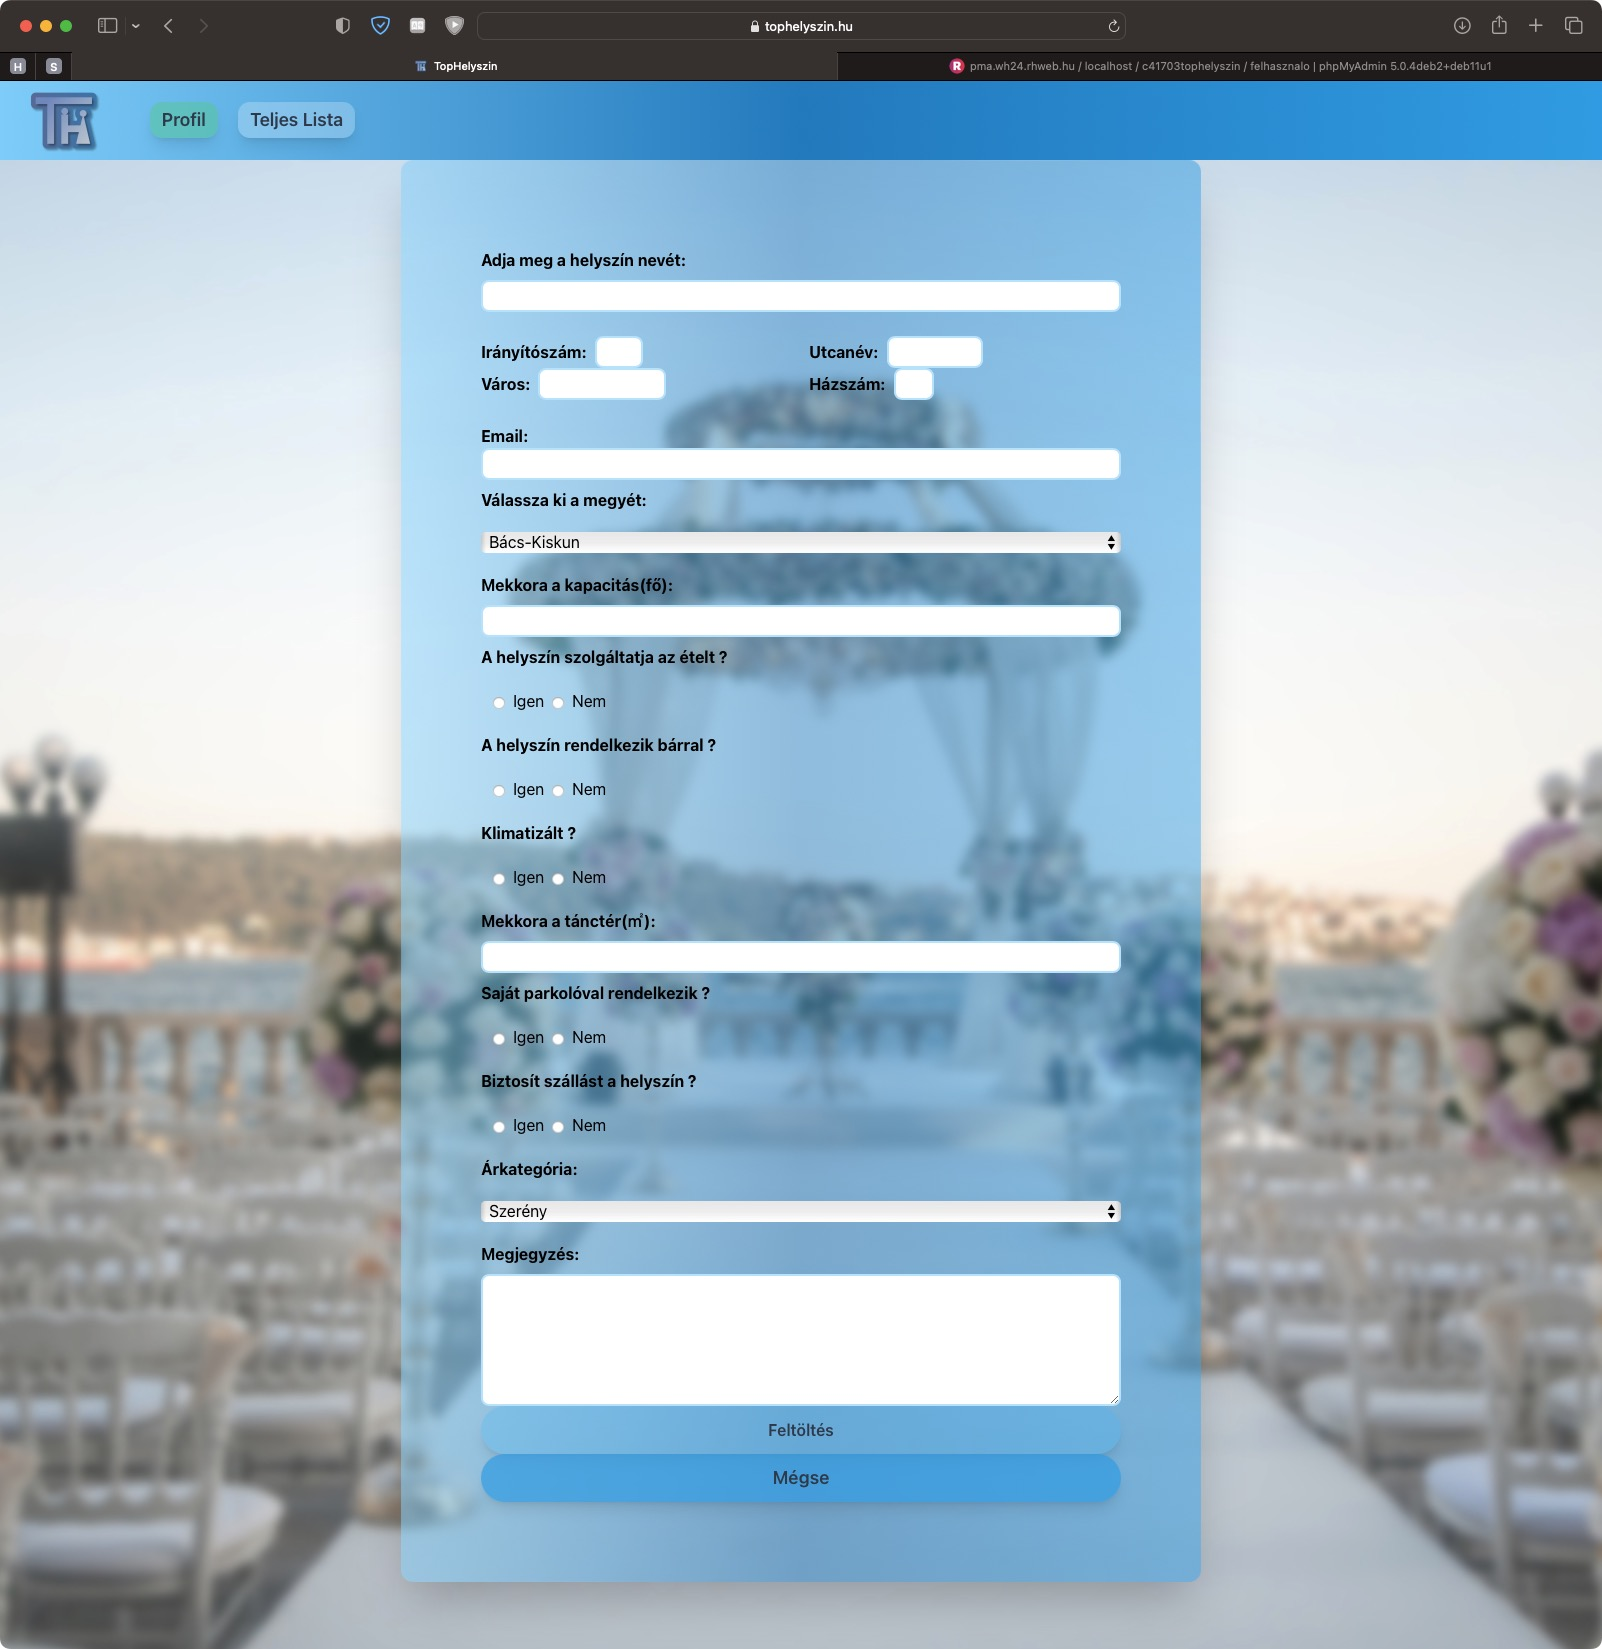 tophelyszin.hu
H
S
TopHelyszin
R pma.wh24.rhweb.hu / localhost / c41703tophelyszin / felhasznalo | phpMyAdmin 5.0.4deb2+deb11u1
TH
Profil
Teljes Lista
Adja meg a helyszín nevét:
Irányítószám:
Utcanév:
Város:
Házszám:
Email:
Válassza ki a megyét:
Bács-Kiskun
Mekkora a kapacitás(fő):
A helyszín szolgáltatja az ételt ?
Igen Nem
A helyszín rendelkezik bárral ?
Igen Nem
Klimatizált ?
Igen Nem
Mekkora a tánctér(㎡):
Saját parkolóval rendelkezik ?
Igen Nem
Biztosít szállást a helyszín ?
Igen Nem
Árkategória:
Szerény
Megjegyzés:
Feltöltés
Mégse